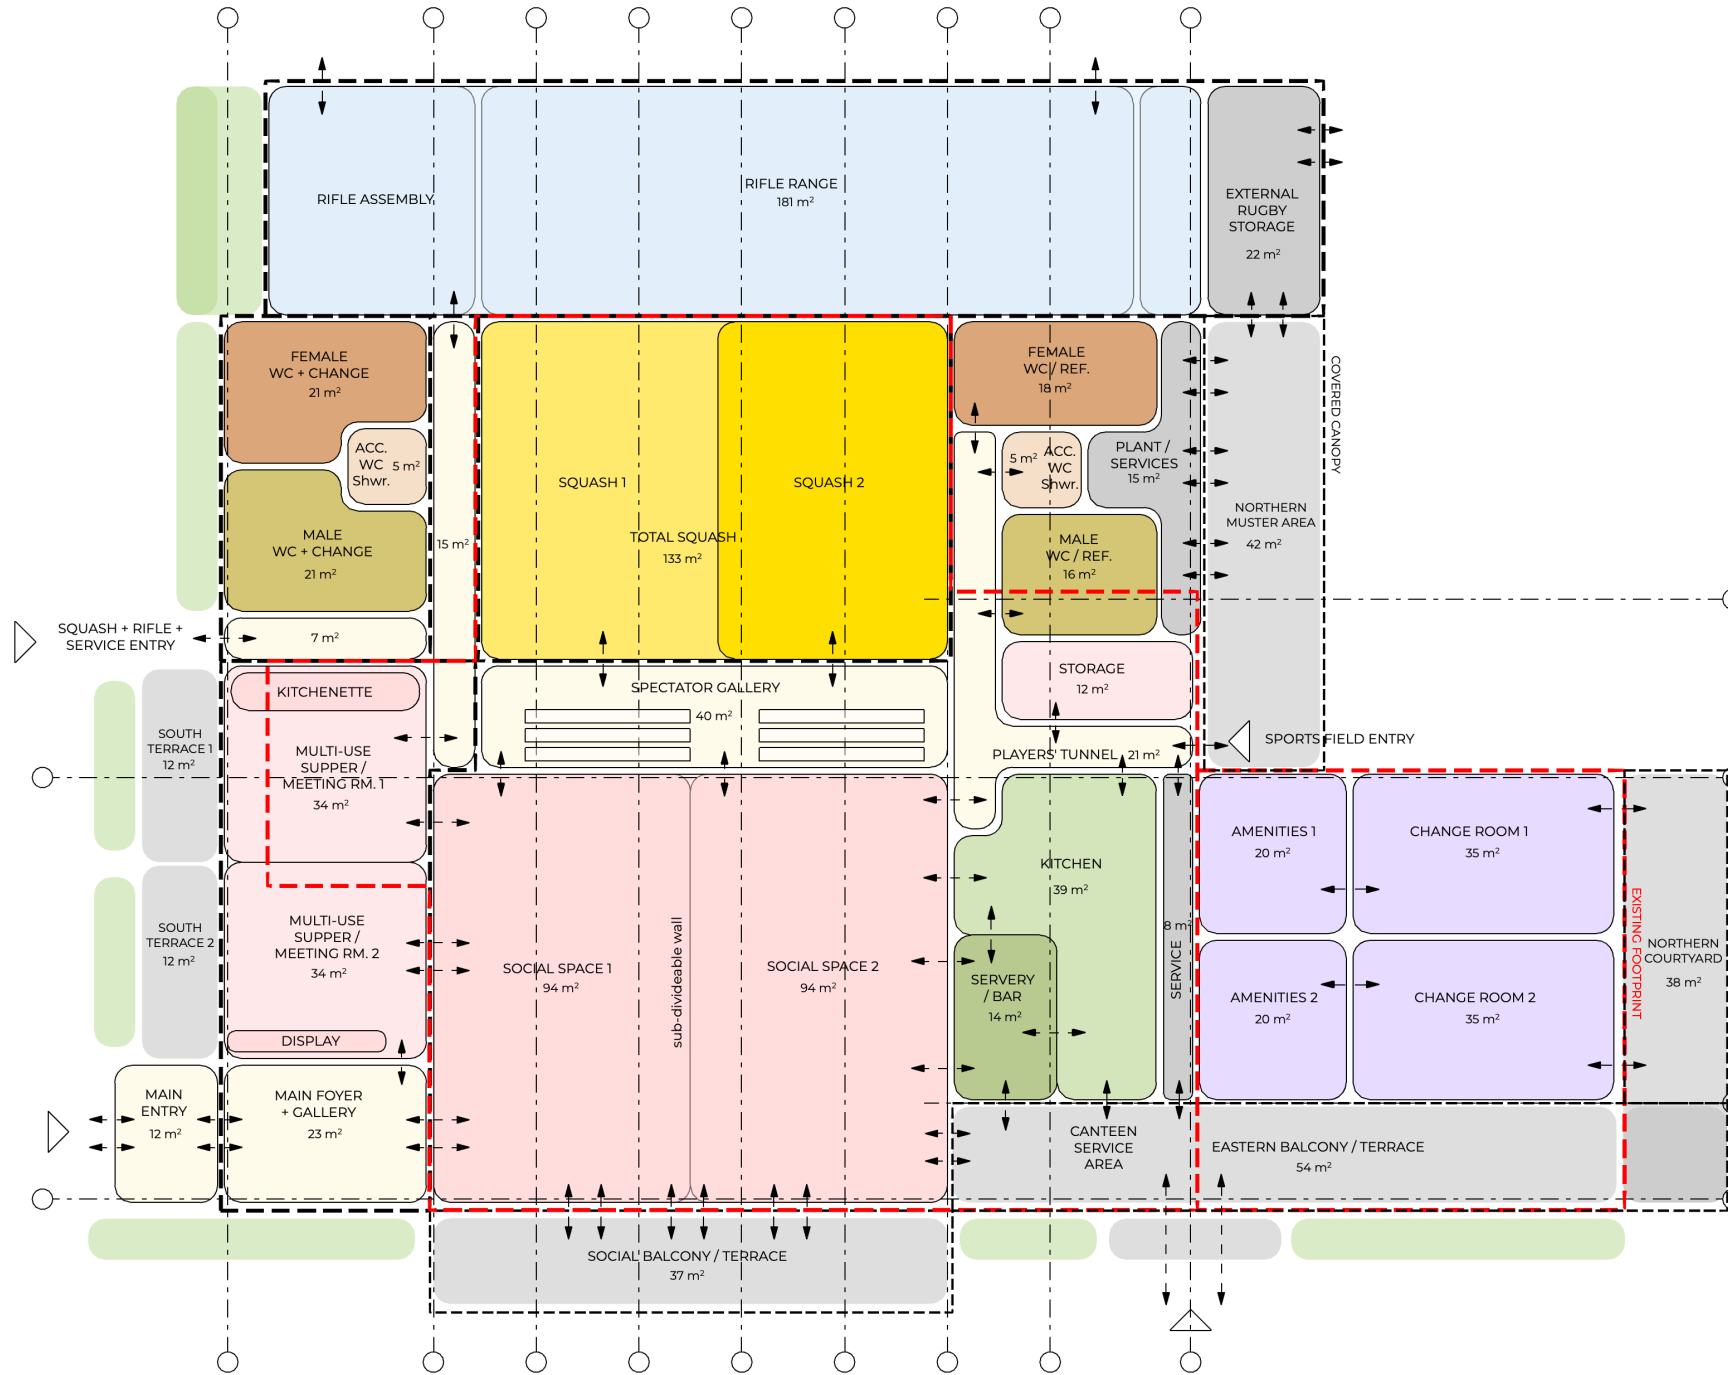 RIFLE ASSEMBLY
RIFLE RANGE
181 m²
EXTERNAL
RUGBY
STORAGE
22 m²
FEMALE
WC + CHANGE
21 m²
ACC.
WC
Shwr.
5 m²
MALE
WC + CHANGE
21 m²
15 m²
SQUASH 1
SQUASH 2
TOTAL SQUASH
133 m²
FEMALE
WC / REF.
18 m²
5 m²
ACC.
WC
Shwr.
PLANT /
SERVICES
15 m²
MALE
WC / REF.
16 m²
NORTHERN
MUSTER AREA
42 m²
COVERED CANOPY
SQUASH + RIFLE +
SERVICE ENTRY
7 m²
KITCHENETTE
SPECTATOR GALLERY
40 m²
STORAGE
12 m²
PLAYERS' TUNNEL 21 m²
SPORTS FIELD ENTRY
SOUTH
TERRACE 1
12 m²
MULTI-USE
SUPPER /
MEETING RM. 1
34 m²
SOUTH
TERRACE 2
12 m²
MULTI-USE
SUPPER /
MEETING RM. 2
34 m²
DISPLAY
SOCIAL SPACE 1
94 m²
sub-divideable wall
SOCIAL SPACE 2
94 m²
KITCHEN
39 m²
SERVERY
/ BAR
14 m²
8 m²
SERVICE
AMENITIES 1
20 m²
CHANGE ROOM 1
35 m²
AMENITIES 2
20 m²
CHANGE ROOM 2
35 m²
EXISTING FOOTPRINT
NORTHERN
COURTYARD
38 m²
MAIN
ENTRY
12 m²
MAIN FOYER
+ GALLERY
23 m²
CANTEEN
SERVICE
AREA
EASTERN BALCONY / TERRACE
54 m²
SOCIAL BALCONY / TERRACE
37 m²